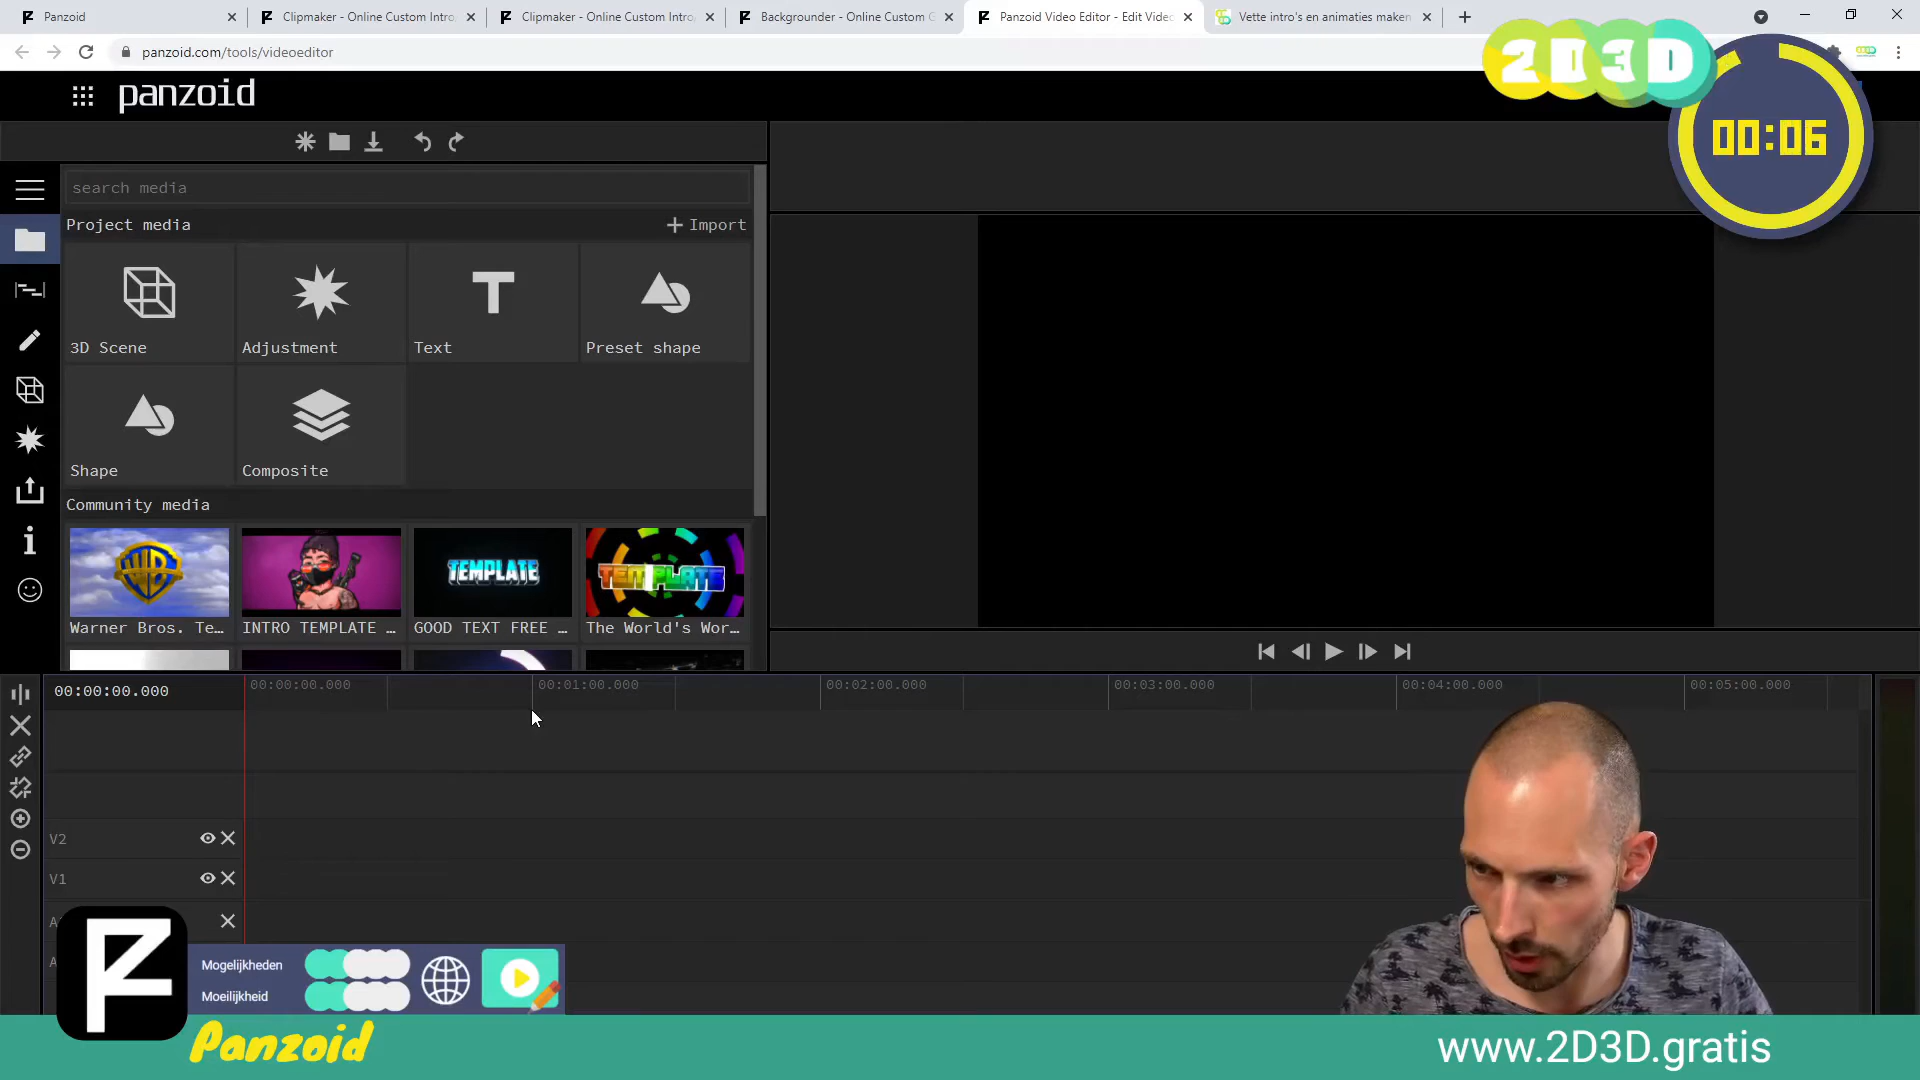 Panzoid
Clipmaker - Online Custom Intro
Clipmaker - Online Custom Intro
Backgrounder - Online Custom G
Panzoid Video Editor - Edit Video
Vette intro's en animaties maken
panzoid.com/tools/videoeditor
2D3D
panzoid
00:06
search media
Project media
Import
3D Scene
Adjustment
Text
Preset shape
Shape
Composite
Community media
TEMPLATE
TEMPLATE
Warner Bros. Te…
INTRO TEMPLATE …
GOOD TEXT FREE …
The World's Wor…
00:00:00.000
00:00:00.000
00:01:00.000
00:02:00.000
00:03:00.000
00:04:00.000
00:05:00.000
V2
V1
Mogelijkheden
Moeilijkheid
Panzoid
www.2D3D.gratis